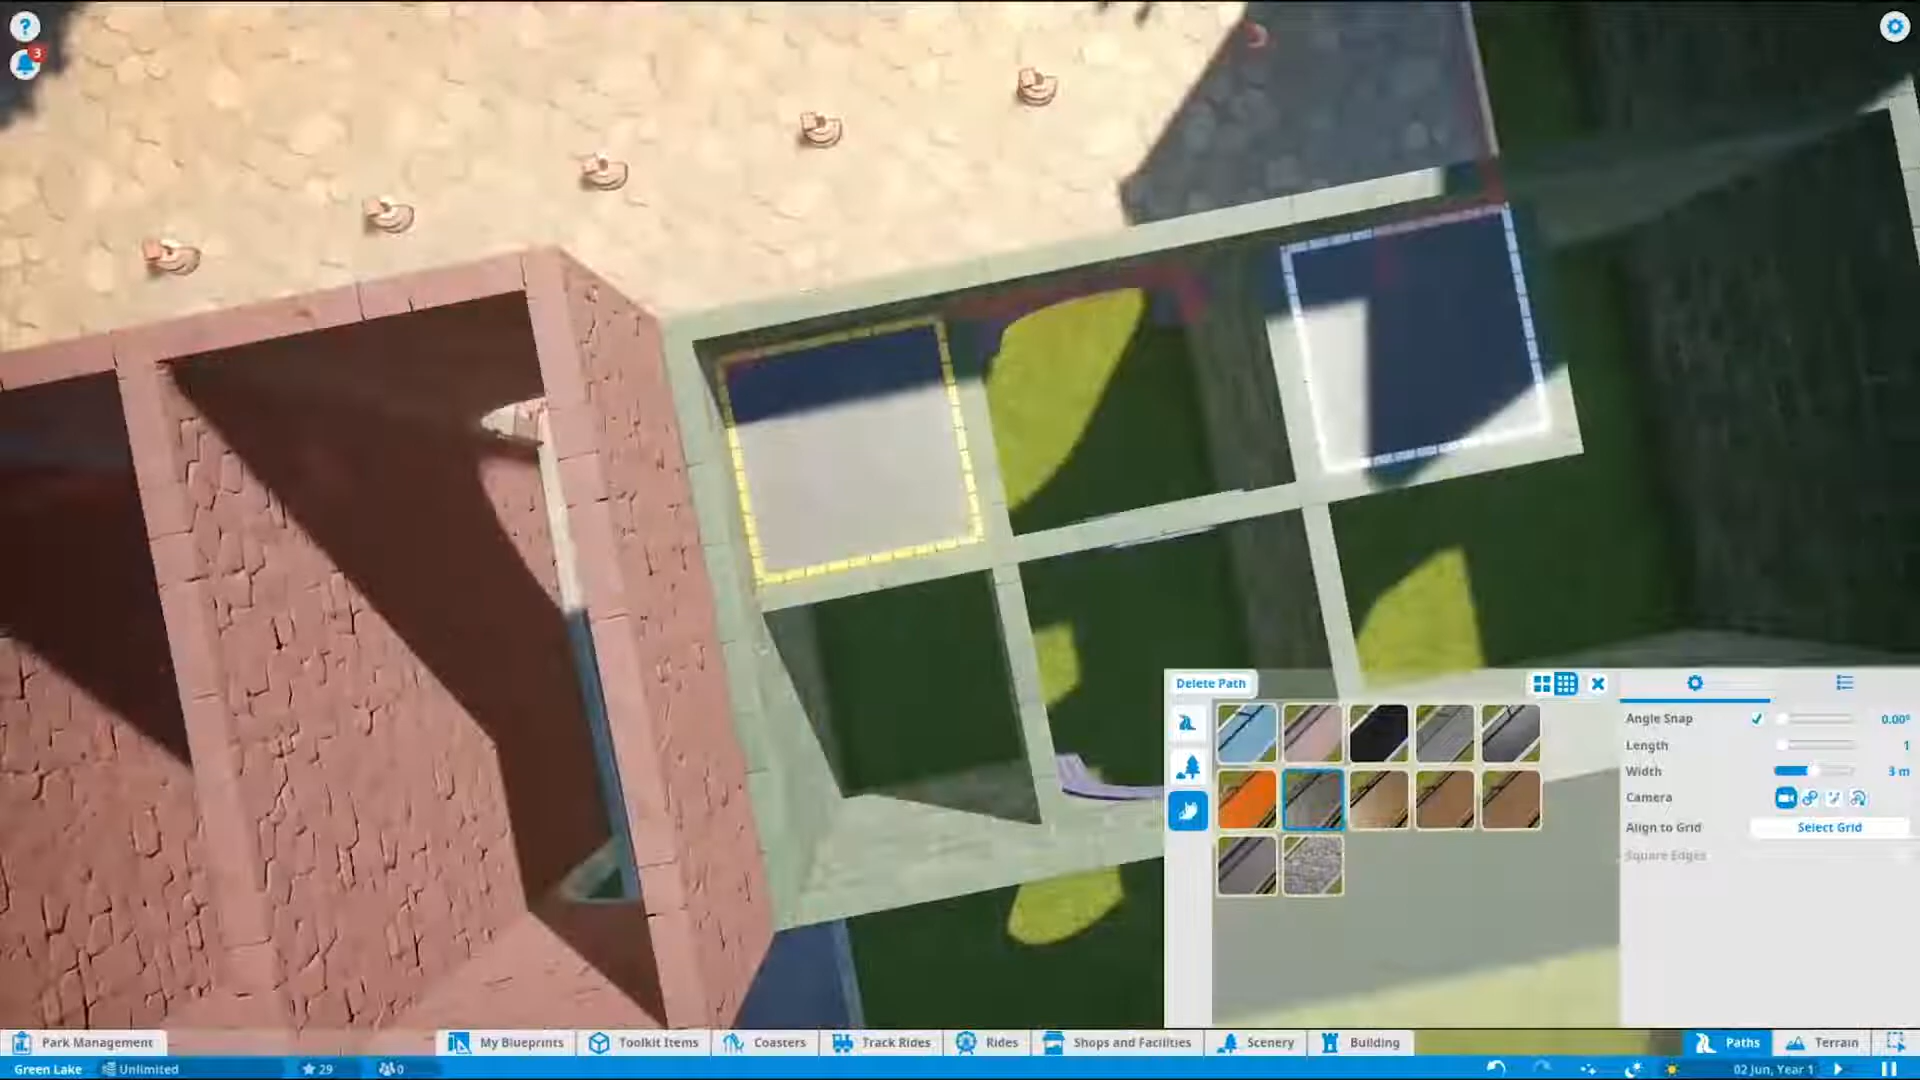 ?
3
Delete Path
Angle Snap 0.00°
Length 1
Width 3 m
Camera
Align to Grid Select Grid
Square Edges
Park Management My Blueprints Toolkit Items Coasters Track Rides Rides Shops and Facilities Scenery Building Paths Terrain
Green Lake Unlimited 29 0 02 Jun, Year 1